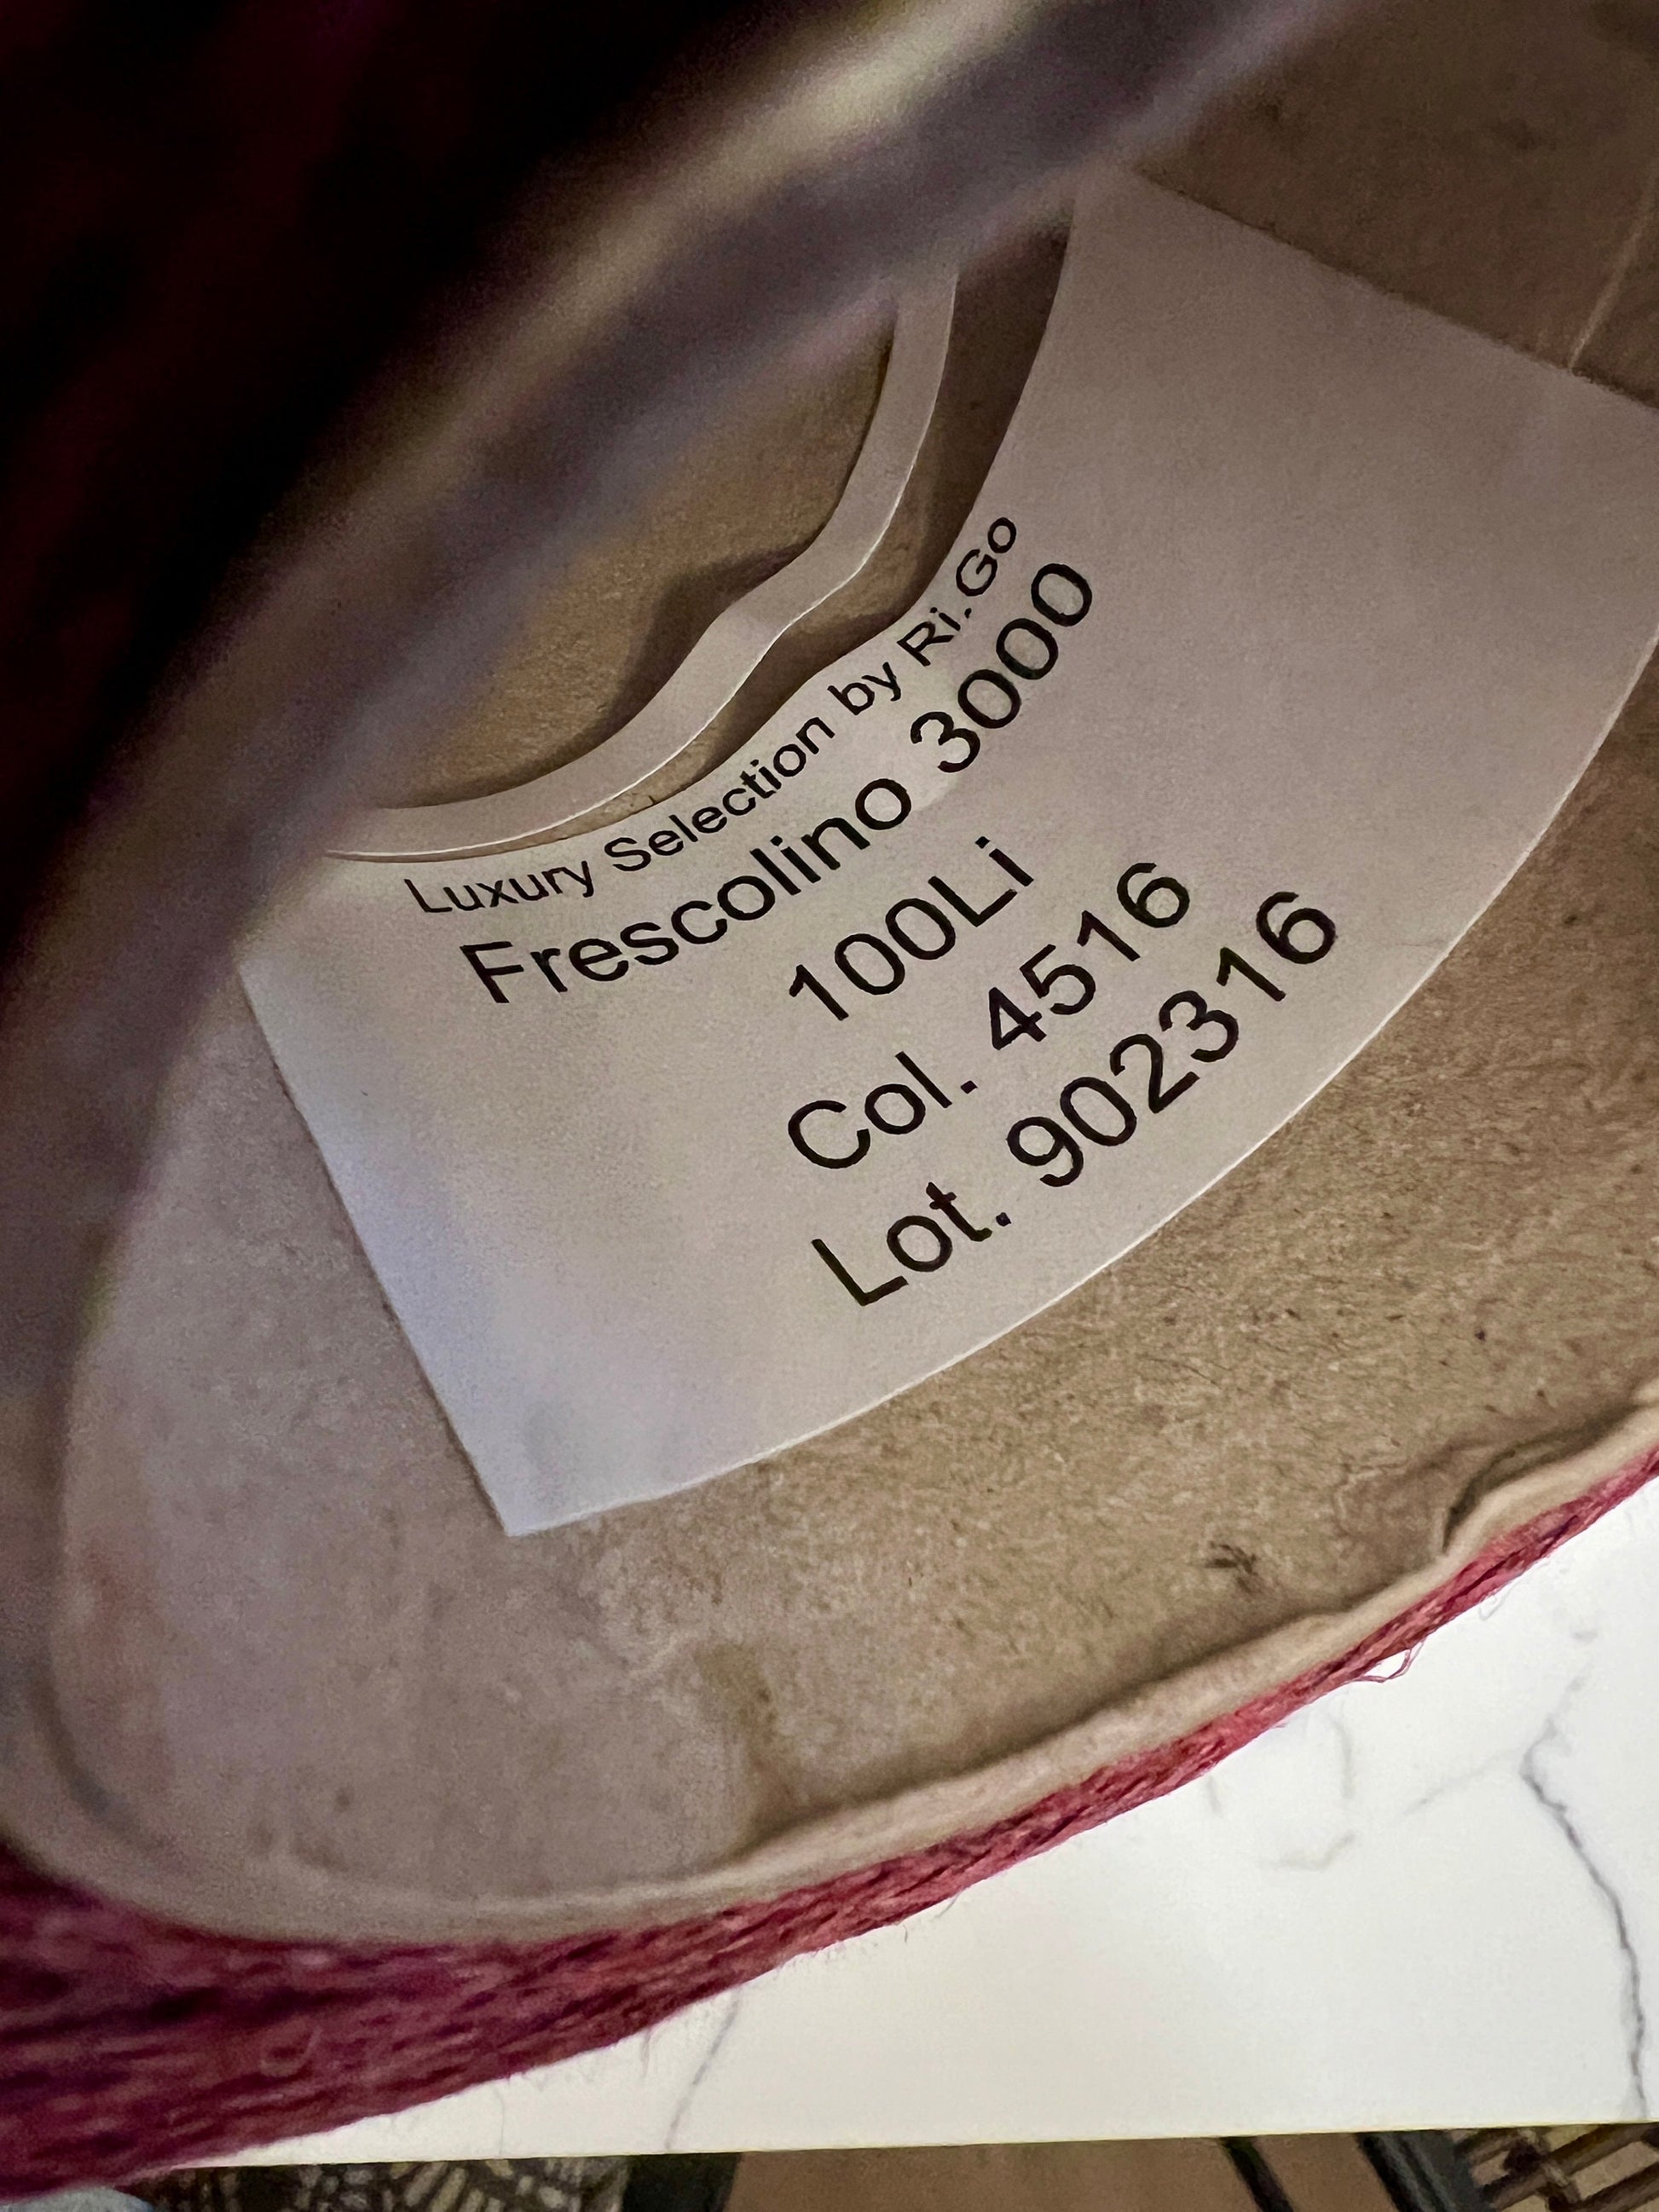 Luxury Selection by Ri.Go
Frescolino 3000
100Li
Col. 4516
Lot. 902316